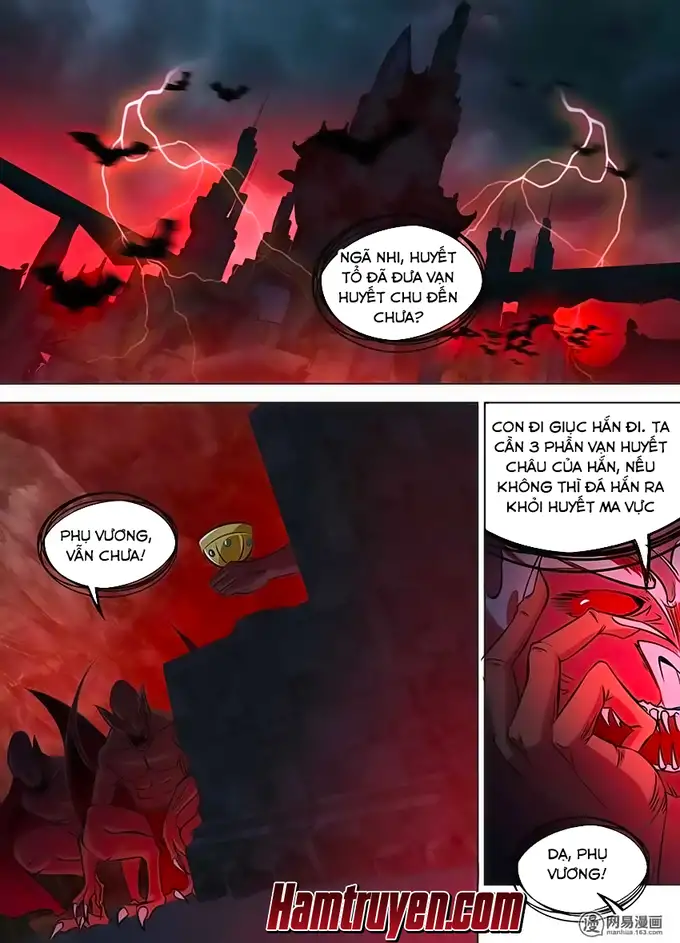 NGÃ NHI, HUYẾT
TỔ ĐÃ ĐƯA VẠN
HUYẾT CHU ĐẾN
CHƯA?
PHỤ VƯƠNG,
VẪN CHƯA!
CON ĐI GIỤC HẮN ĐI. TA
CẦN 3 PHẦN VẠN HUYẾT
CHÂU CỦA HẮN, NẾU
KHÔNG THÌ ĐÁ HẮN RA
KHỎI HUYẾT MA VỰC
DẠ, PHỤ
VƯƠNG!
Hamtruyen.com
网易漫画
manhua.163.com